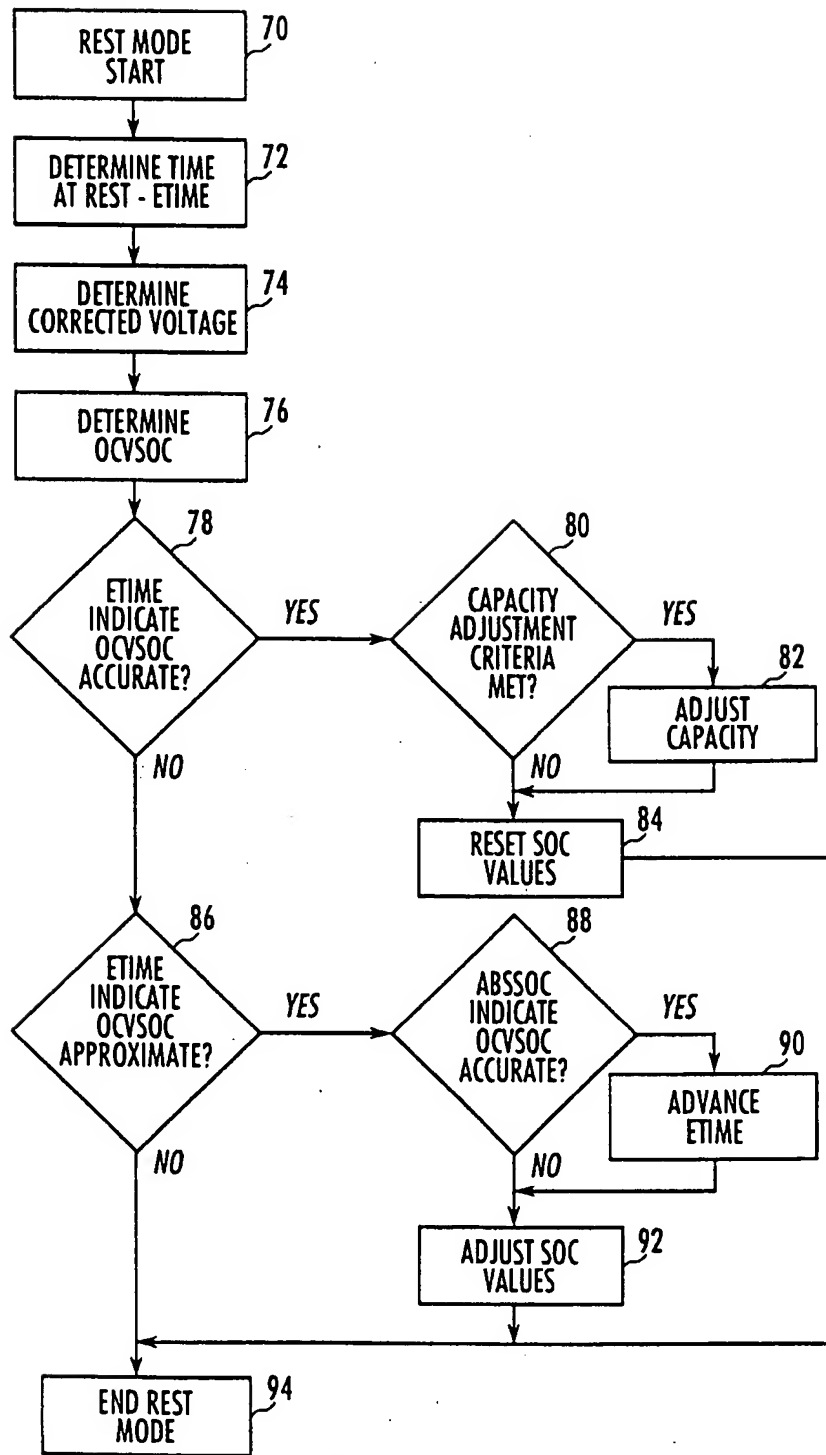 REST MODE
START
70
DETERMINE TIME
AT REST - ETIME
72
DETERMINE
CORRECTED VOLTAGE
74
DETERMINE
OCVSOC
76
ETIME
INDICATE
OCVSOC
ACCURATE?
78
YES
NO
CAPACITY
ADJUSTMENT
CRITERIA
MET?
80
YES
NO
ADJUST
CAPACITY
82
RESET SOC
VALUES
84
ETIME
INDICATE
OCVSOC
APPROXIMATE?
86
YES
NO
ABSSOC
INDICATE
OCVSOC
ACCURATE?
88
YES
NO
ADVANCE
ETIME
90
ADJUST SOC
VALUES
92
END REST
MODE
94